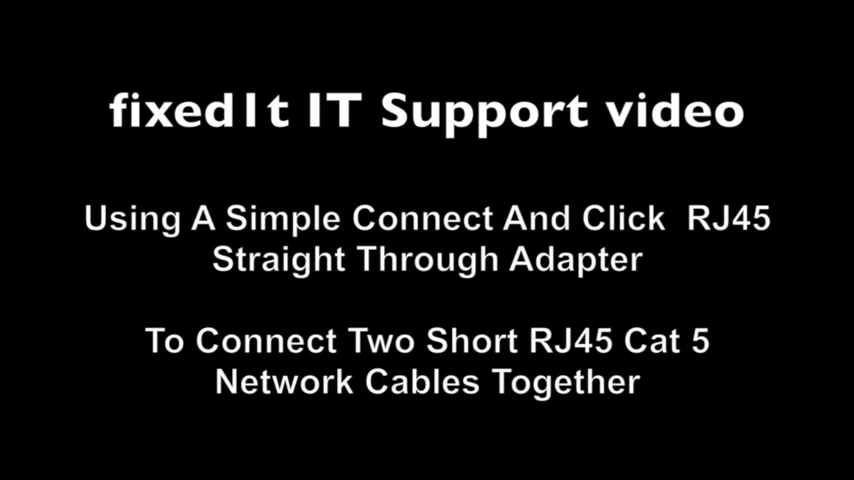 fixed1t IT Support video
Using A Simple Connect And Click  RJ45
Straight Through Adapter
To Connect Two Short RJ45 Cat 5
Network Cables Together